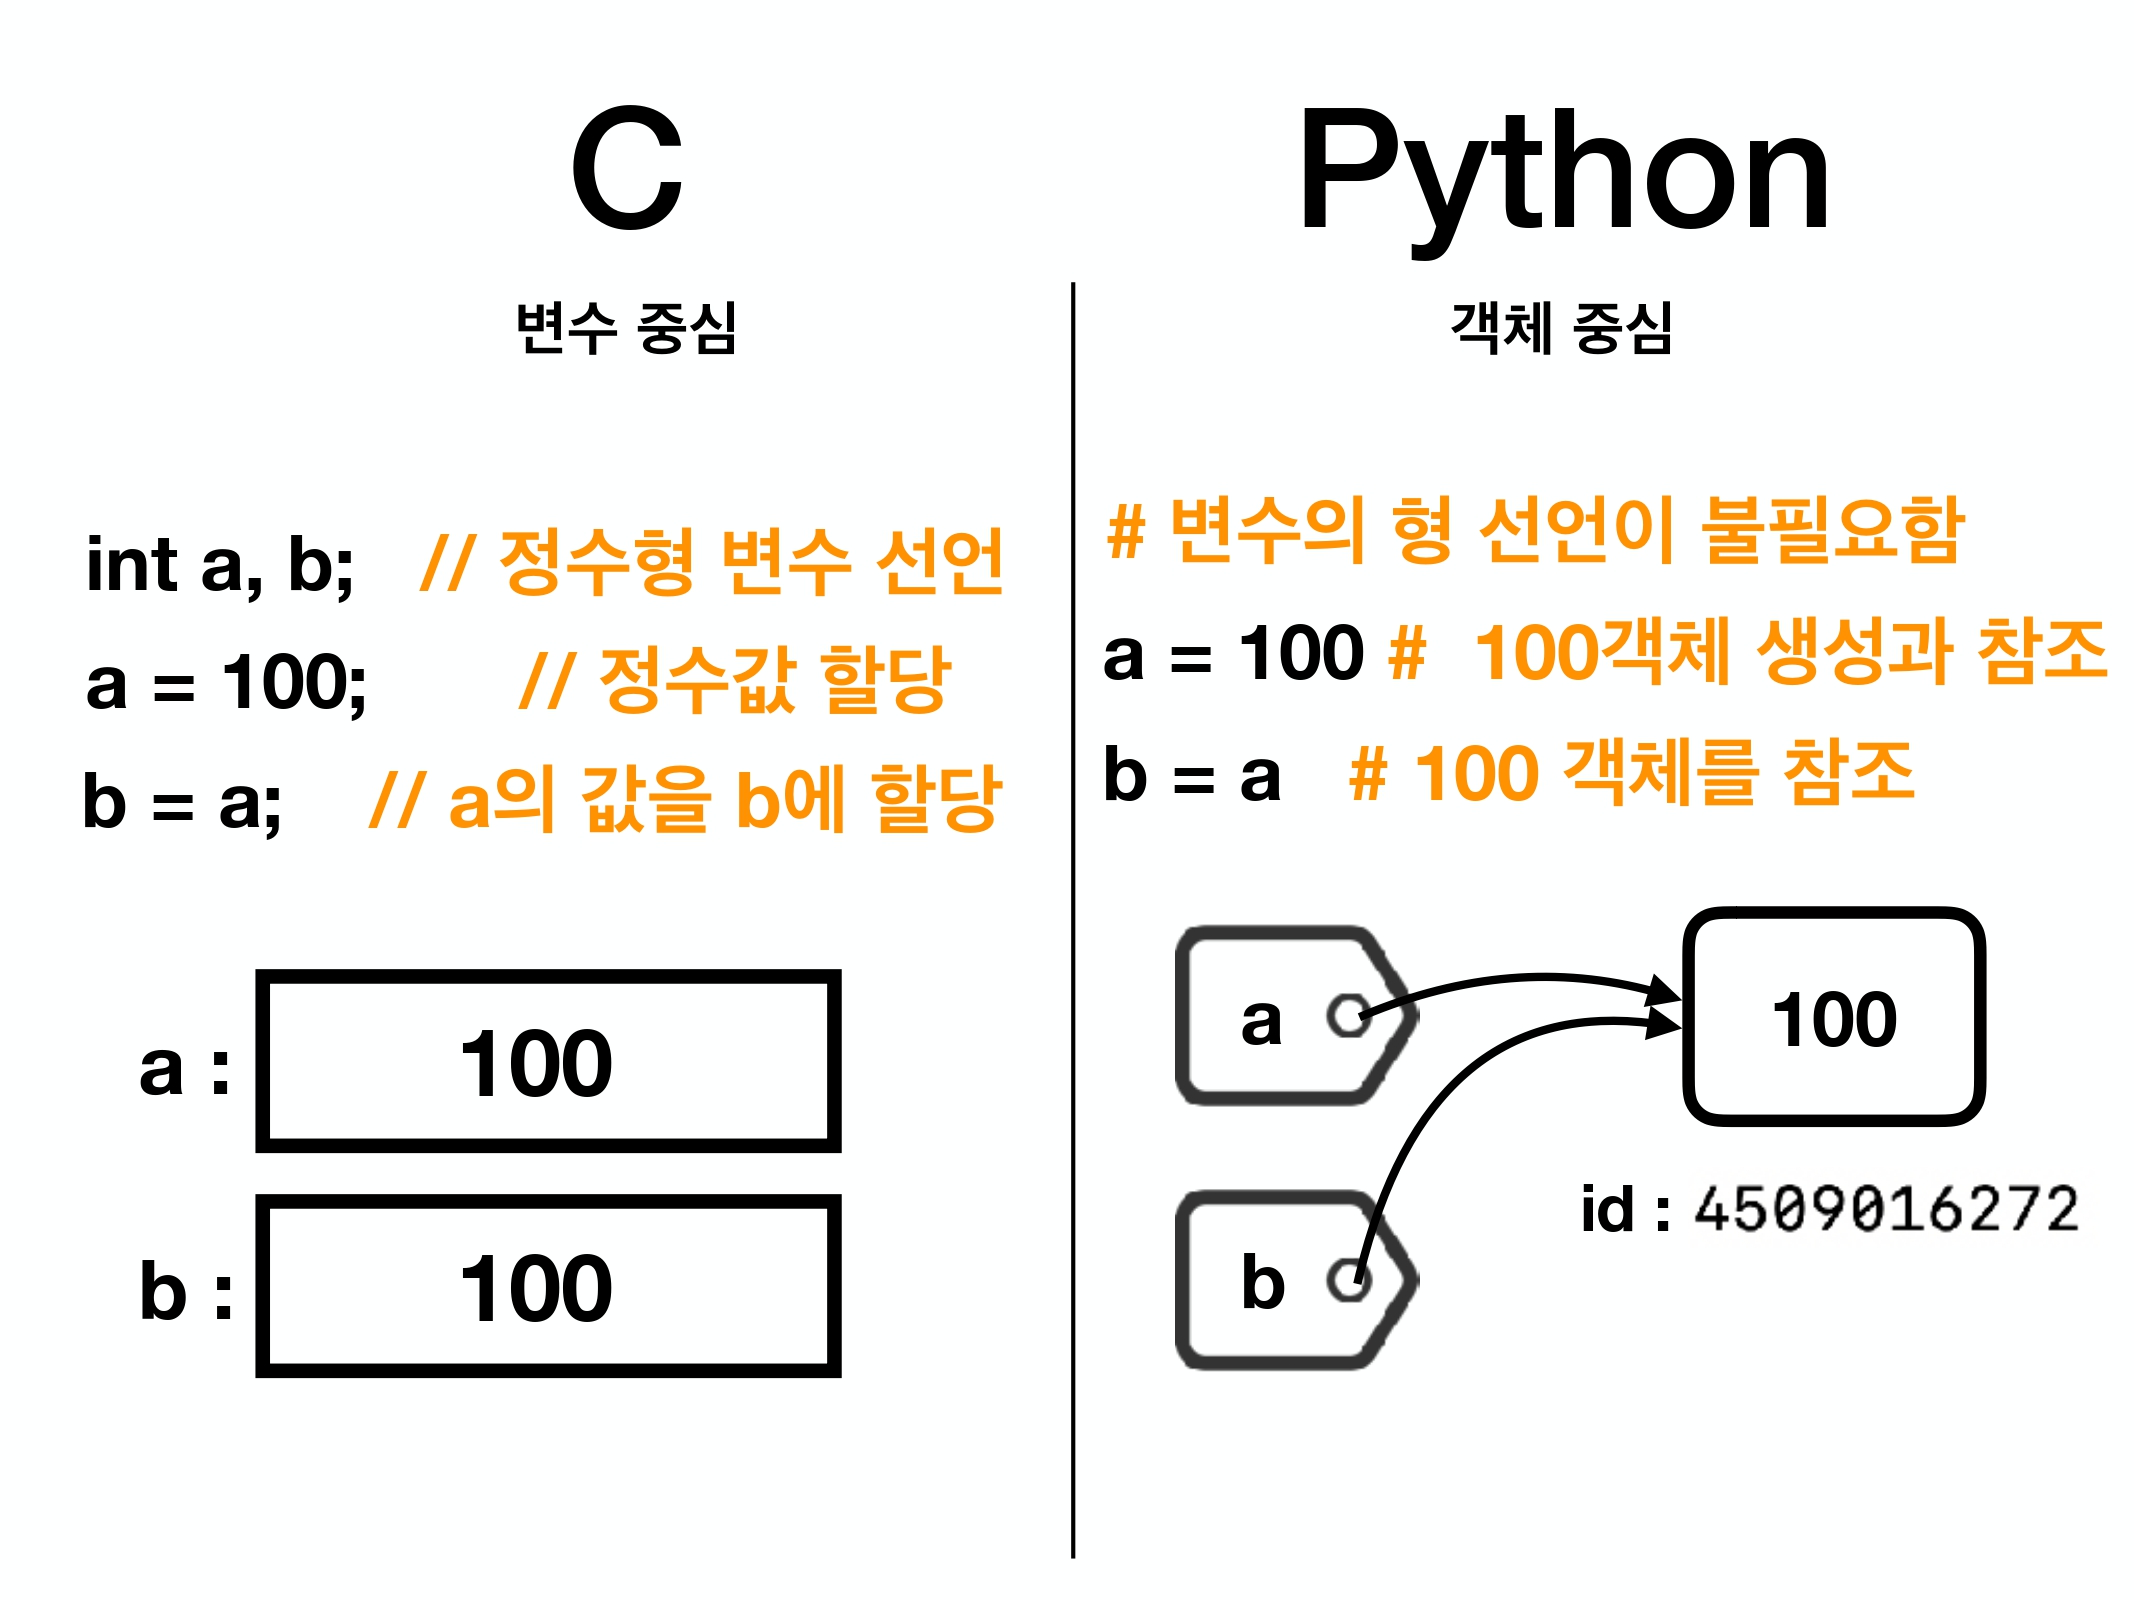 C
변수 중심
int a, b; // 정수형 변수 선언
a = 100; // 정수값 할당
b = a; // a의 값을 b에 할당
a : 100
b : 100
Python
객체 중심
# 변수의 형 선언이 불필요함
a = 100 # 100객체 생성과 참조
b = a # 100 객체를 참조
a
100
id : 4509016272
b